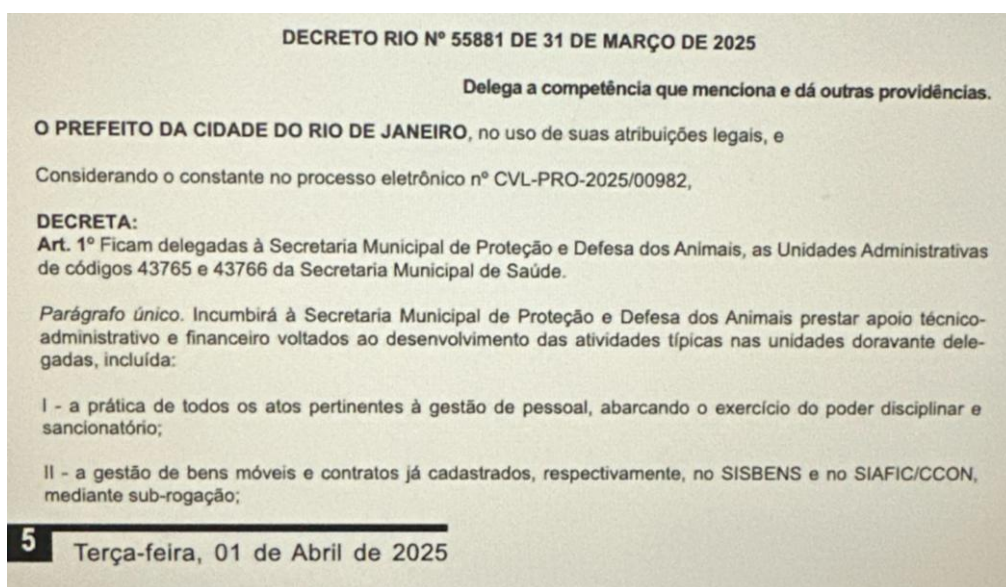 DECRETO RIO Nº 55881 DE 31 DE MARÇO DE 2025
Delega a competência que menciona e dá outras providências.
O PREFEITO DA CIDADE DO RIO DE JANEIRO, no uso de suas atribuições legais, e
Considerando o constante no processo eletrônico nº CVL-PRO-2025/00982,
DECRETA:
Art. 1º Ficam delegadas à Secretaria Municipal de Proteção e Defesa dos Animais, as Unidades Administrativas
de códigos 43765 e 43766 da Secretaria Municipal de Saúde.
Parágrafo único. Incumbirá à Secretaria Municipal de Proteção e Defesa dos Animais prestar apoio técnico-
administrativo e financeiro voltados ao desenvolvimento das atividades típicas nas unidades doravante dele-
gadas, incluída:
I - a prática de todos os atos pertinentes à gestão de pessoal, abarcando o exercício do poder disciplinar e
sancionatório;
II - a gestão de bens móveis e contratos já cadastrados, respectivamente, no SISBENS e no SIAFIC/CCON,
mediante sub-rogação;
5 Terça-feira, 01 de Abril de 2025